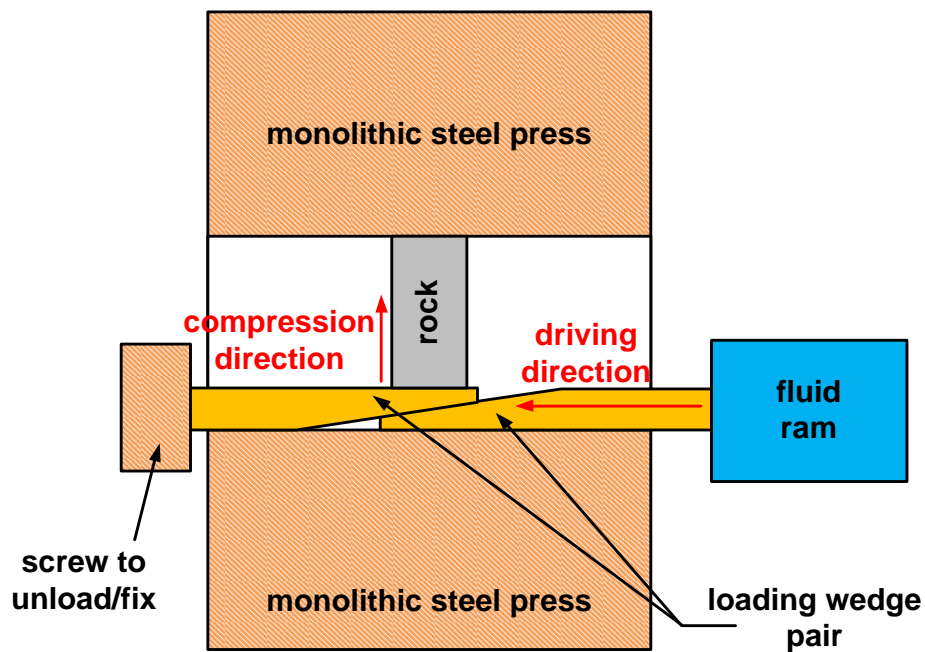 monolithic steel press
compression
direction
rock
driving
direction
fluid
ram
screw to
unload/fix
monolithic steel press
loading wedge
pair